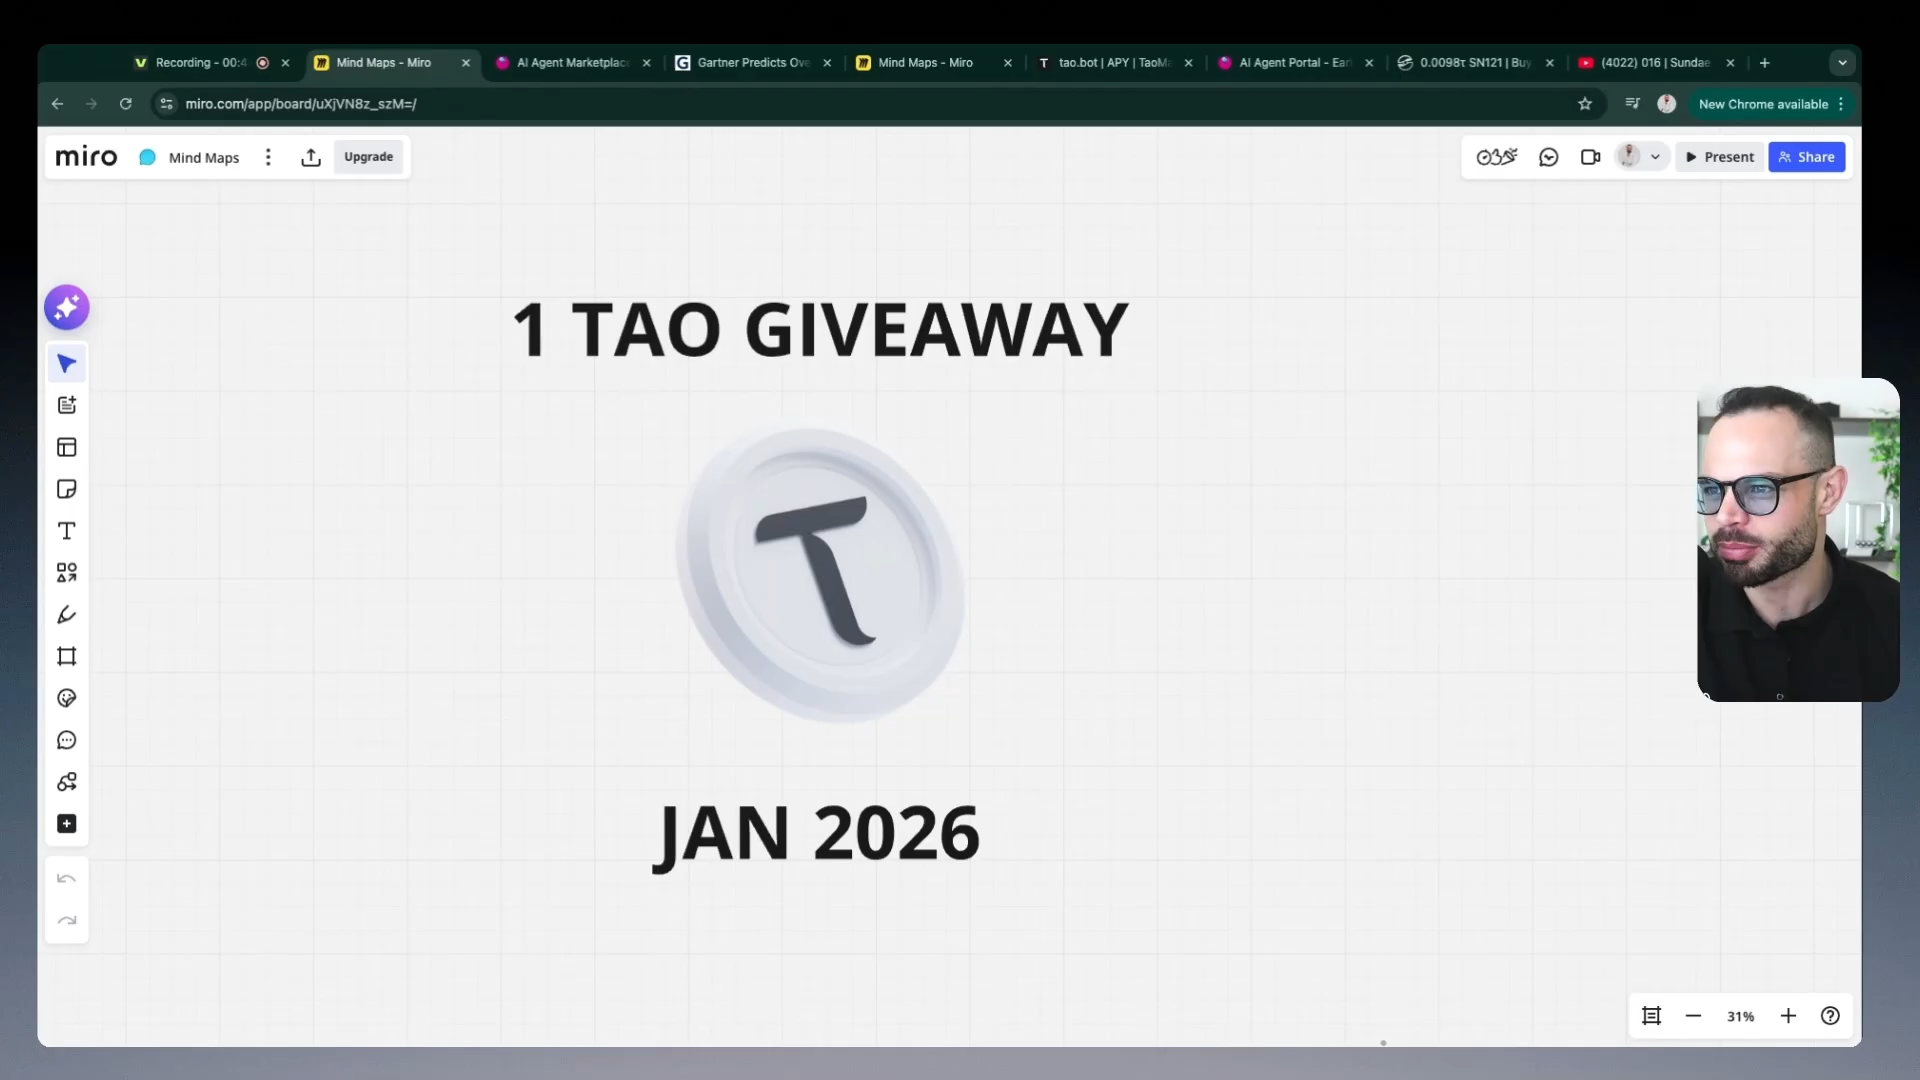 Recording - 00:4
Mind Maps - Miro
AI Agent Marketplac
Gartner Predicts Ove
Mind Maps - Miro
tao.bot | APY | TaoMa
AI Agent Portal - Earl
0.0098τ SN121 | Buy
(4022) 016 | Sundae
miro.com/app/board/uXjVN8z_szM=/
New Chrome available
miro
Mind Maps
Upgrade
Present
Share
1 TAO GIVEAWAY
JAN 2026
31%